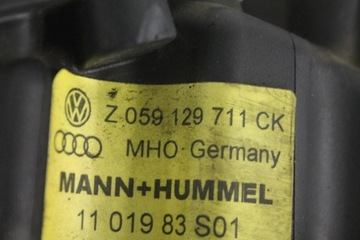 Z 059 129 711 CK
MHO Germany
MANN+HUMMEL
11 019 83 S01